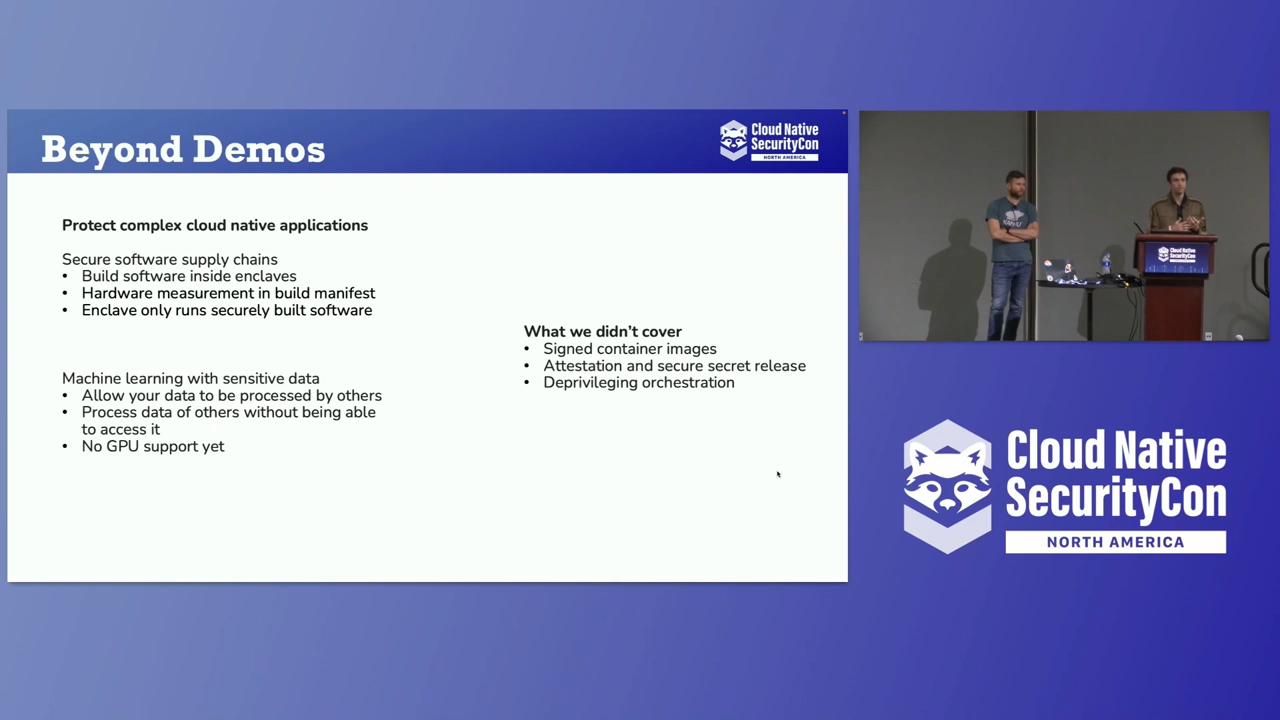 Beyond Demos
Cloud Native
SecurityCon
NORTH AMERICA
Protect complex cloud native applications
Secure software supply chains
• Build software inside enclaves
• Hardware measurement in build manifest
• Enclave only runs securely built software
Machine learning with sensitive data
• Allow your data to be processed by others
• Process data of others without being able
to access it
• No GPU support yet
What we didn't cover
• Signed container images
• Attestation and secure secret release
• Deprivileging orchestration
Cloud Native
SecurityCon
Cloud Native
SecurityCon
NORTH AMERICA